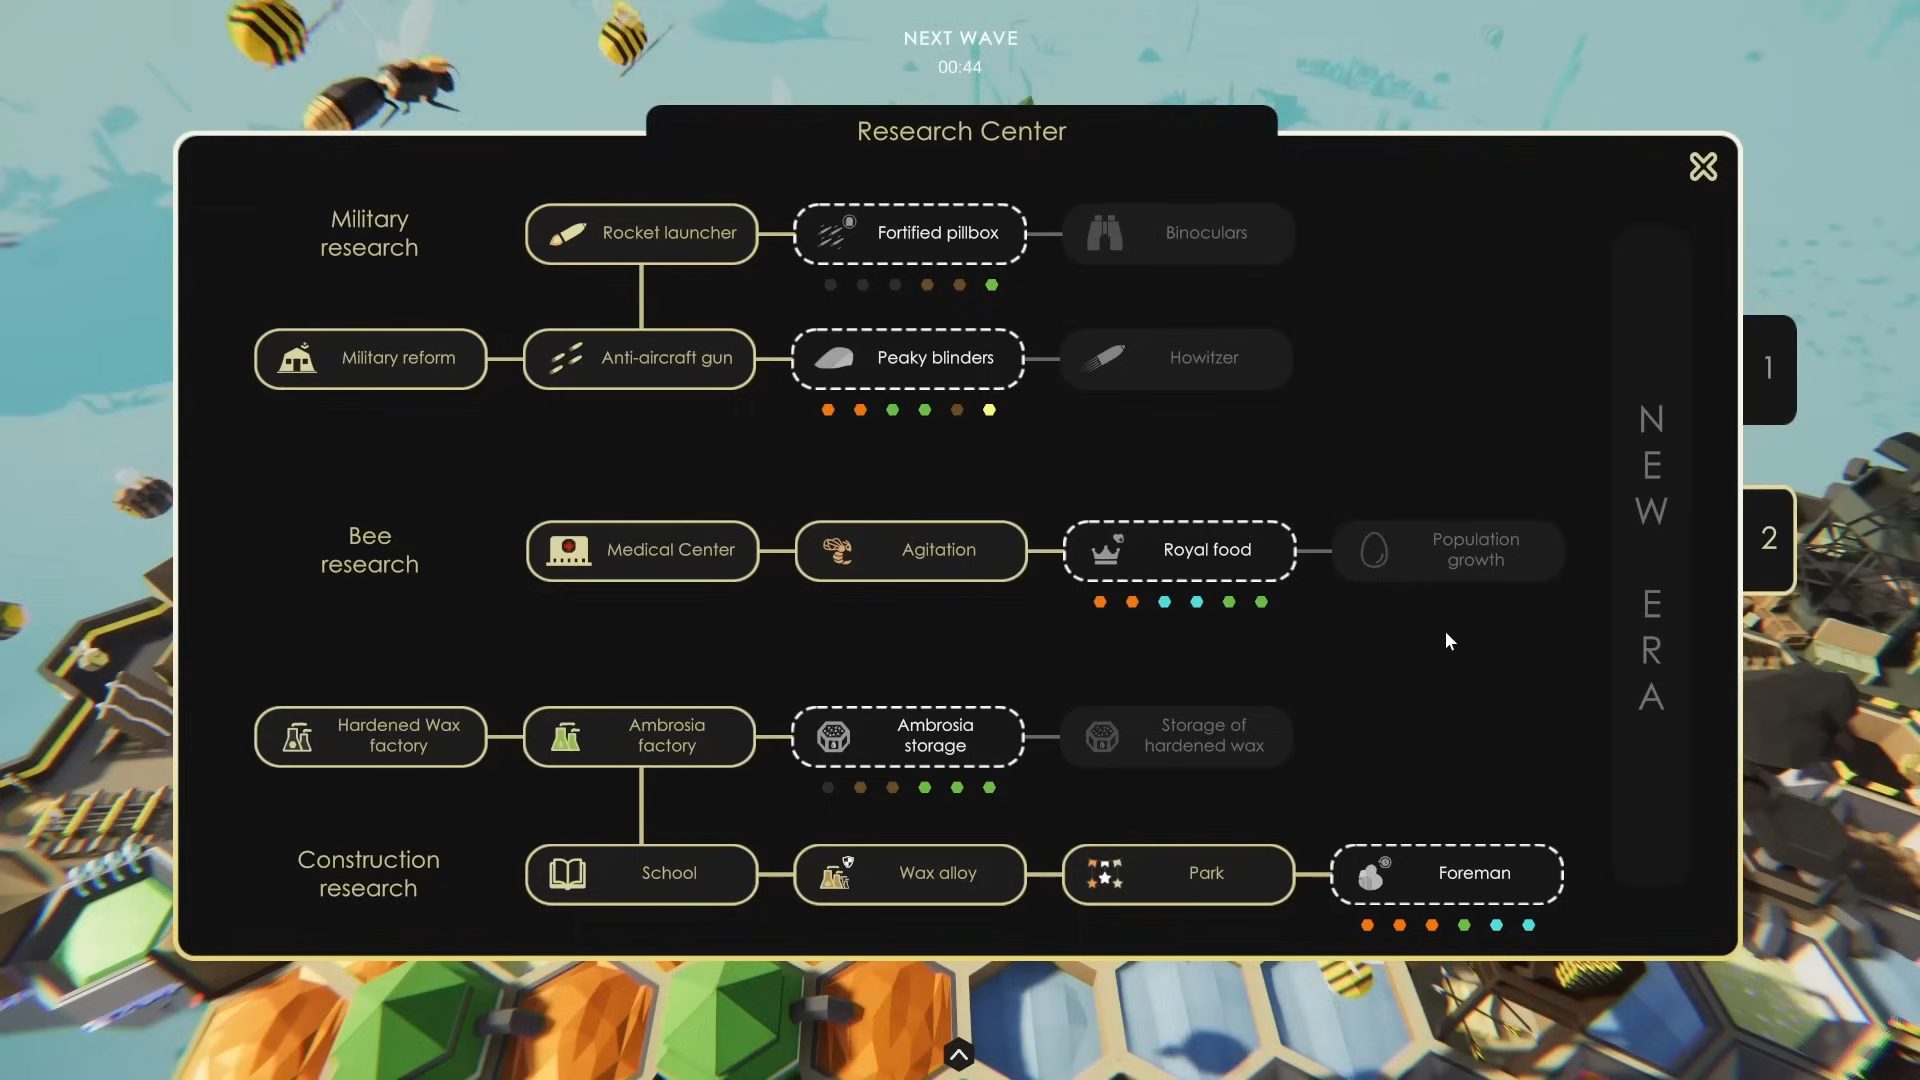 NEXT WAVE
00:44
Research Center
Military
research
Rocket launcher
Fortified pillbox
Binoculars
Military reform
Anti-aircraft gun
Peaky blinders
Howitzer
1
NEW ERA
Bee
research
Medical Center
Agitation
Royal food
Population
growth
2
Hardened Wax
factory
Ambrosia
factory
Ambrosia
storage
Storage of
hardened wax
Construction
research
School
Wax alloy
Park
Foreman